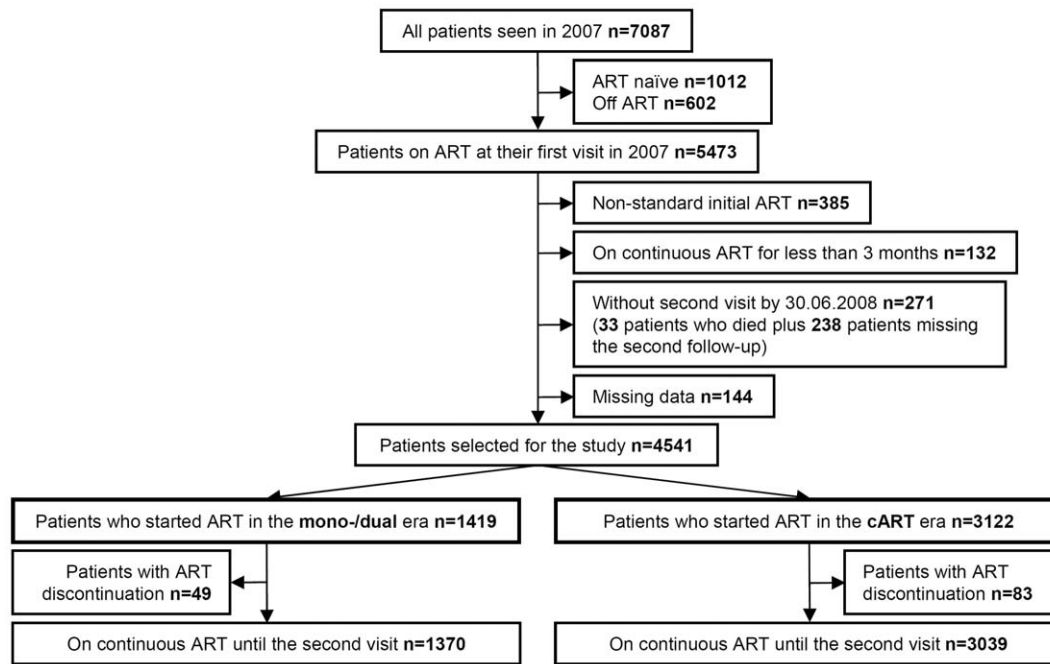 All patients seen in 2007 n=7087
ART naïve n=1012
Off ART n=602
Patients on ART at their first visit in 2007 n=5473
Non-standard initial ART n=385
On continuous ART for less than 3 months n=132
Without second visit by 30.06.2008 n=271
(33 patients who died plus 238 patients missing
the second follow-up)
Missing data n=144
Patients selected for the study n=4541
Patients who started ART in the mono-/dual era n=1419
Patients who started ART in the cART era n=3122
Patients with ART
discontinuation n=49
Patients with ART
discontinuation n=83
On continuous ART until the second visit n=1370
On continuous ART until the second visit n=3039